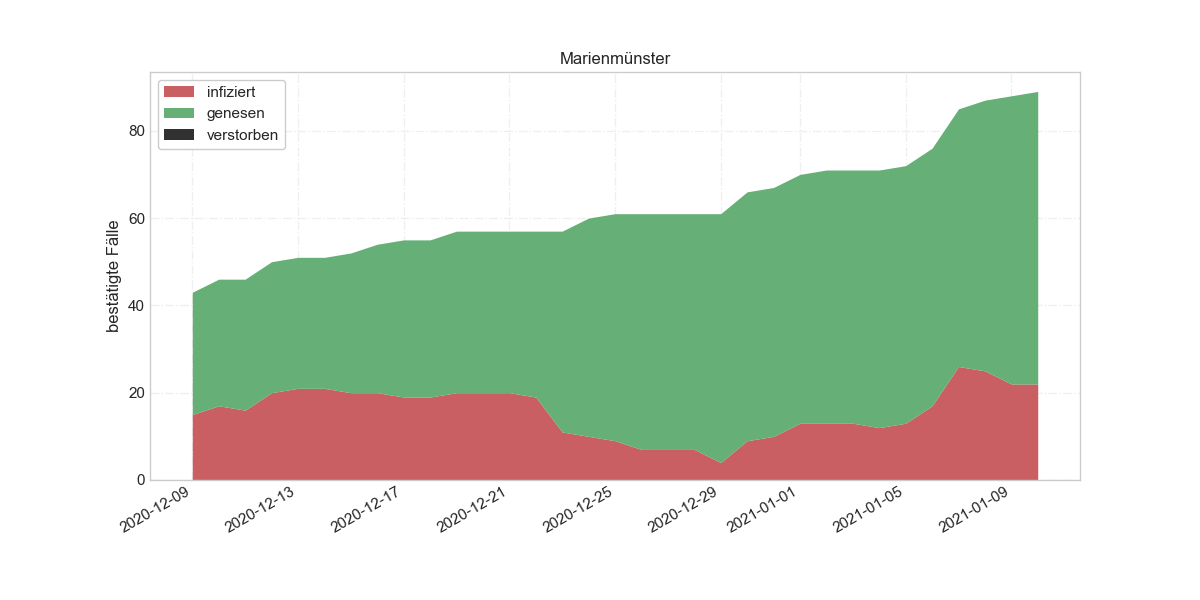 Marienmünster
infiziert
genesen
verstorben
bestätigte Fälle
80
60
40
20
0
2020-12-09
2020-12-13
2020-12-17
2020-12-21
2020-12-25
2020-12-29
2021-01-01
2021-01-05
2021-01-09